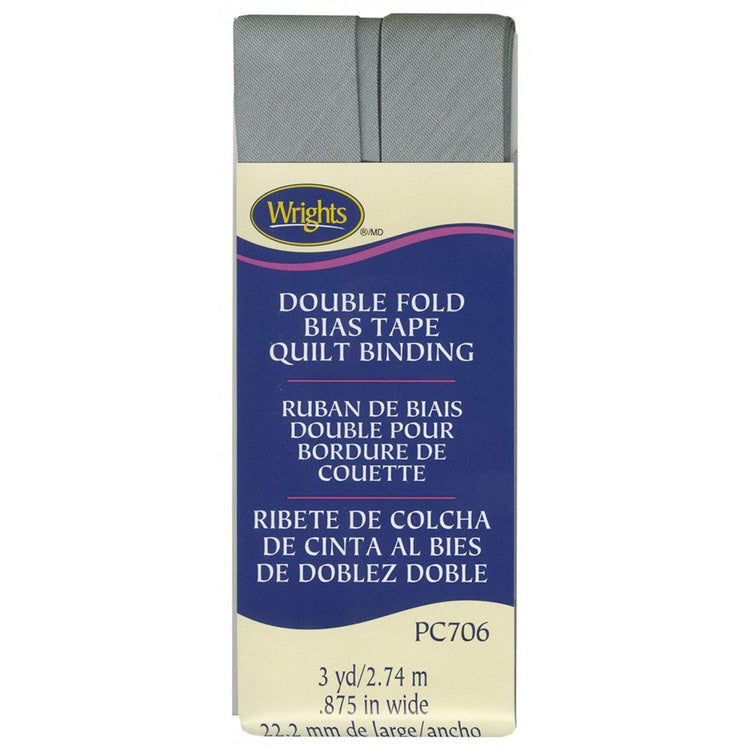 Wrights
®/MD
DOUBLE FOLD
BIAS TAPE
QUILT BINDING
RUBAN DE BIAIS
DOUBLE POUR
BORDURE DE
COUETTE
RIBETE DE COLCHA
DE CINTA AL BIES
DE DOBLEZ DOBLE
PC706
3 yd/2.74 m
.875 in wide
22.2 mm de large/ancho